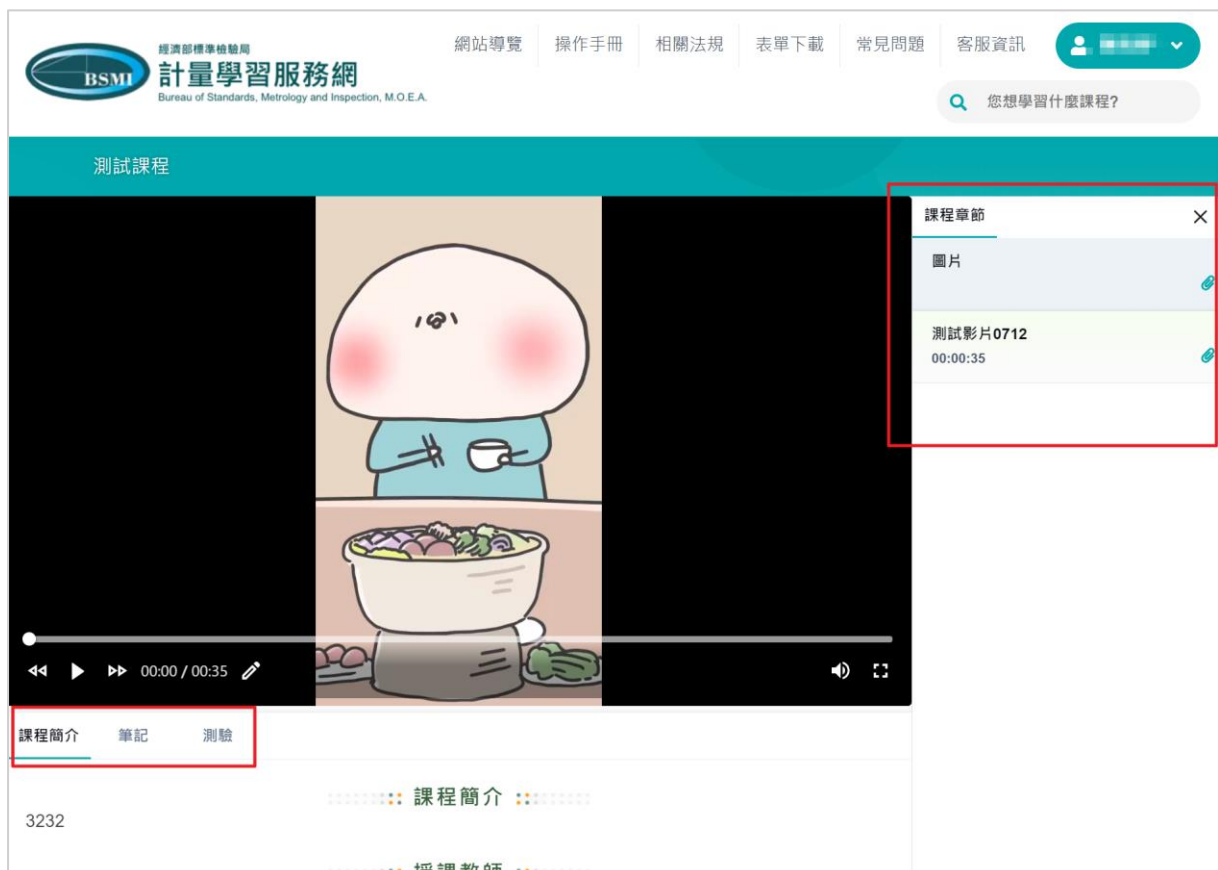 網站導覽 操作手冊 相關法規 表單下載 常見問題 客服資訊
BSMI
經濟部標準檢驗局
計量學習服務網
Bureau of Standards, Metrology and Inspection, M.O.E.A.
您想學習什麼課程?
測試課程
課程章節
圖片
測試影片0712
00:00:35
00:00 / 00:35
課程簡介 筆記 測驗
課程簡介
3232
授課教師